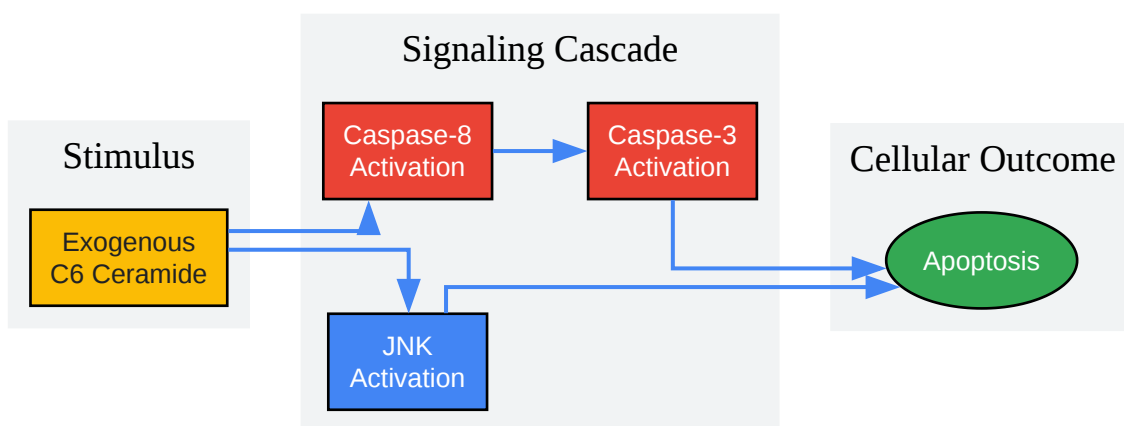 Signaling Cascade
Stimulus
Cellular Outcome
Caspase-8
Activation
Caspase-3
Activation
Exogenous
C6 Ceramide
Apoptosis
JNK
Activation